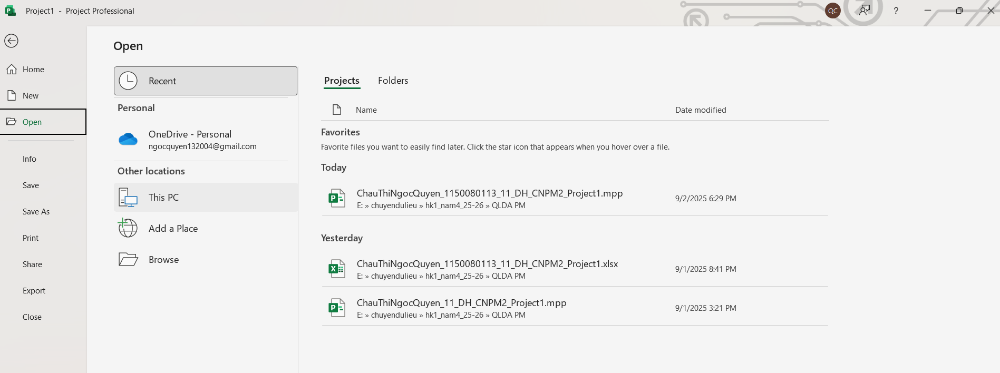 Project1 - Project Professional
QC
?
Open
Home
New
Open
Info
Save
Save As
Print
Share
Export
Close
Recent
Personal
OneDrive - Personal
ngocquyen132004@gmail.com
Other locations
This PC
Add a Place
Browse
Projects Folders
Name Date modified
Favorites
Favorite files you want to easily find later. Click the star icon that appears when you hover over a file.
Today
ChauThiNgocQuyen_1150080113_11_DH_CNPM2_Project1.mpp
E: » chuyendulieu » hk1_nam4_25-26 » QLDA PM
9/2/2025 6:29 PM
Yesterday
ChauThiNgocQuyen_1150080113_11_DH_CNPM2_Project1.xlsx
E: » chuyendulieu » hk1_nam4_25-26 » QLDA PM
9/1/2025 8:41 PM
ChauThiNgocQuyen_11_DH_CNPM2_Project1.mpp
E: » chuyendulieu » hk1_nam4_25-26 » QLDA PM
9/1/2025 3:21 PM